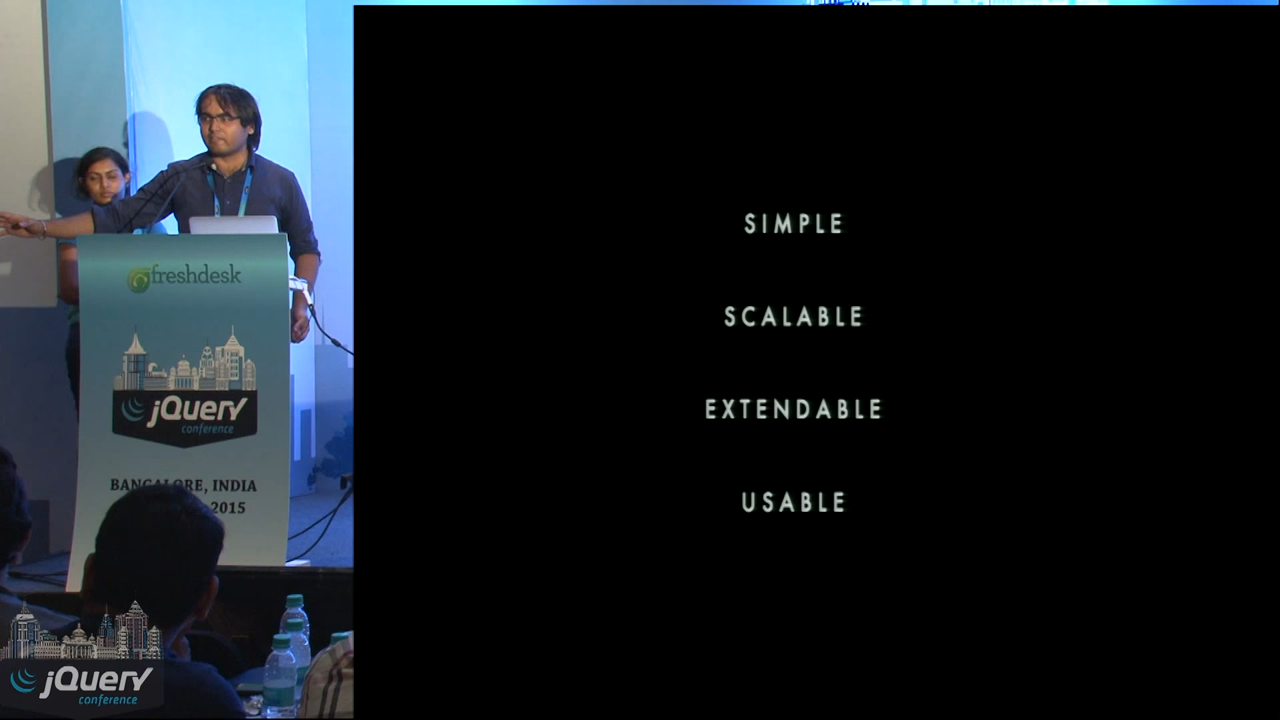 SIMPLE
SCALABLE
EXTENDABLE
USABLE
freshdesk
jQuery
conference
BANGALORE, INDIA
2015
jQuery
conference